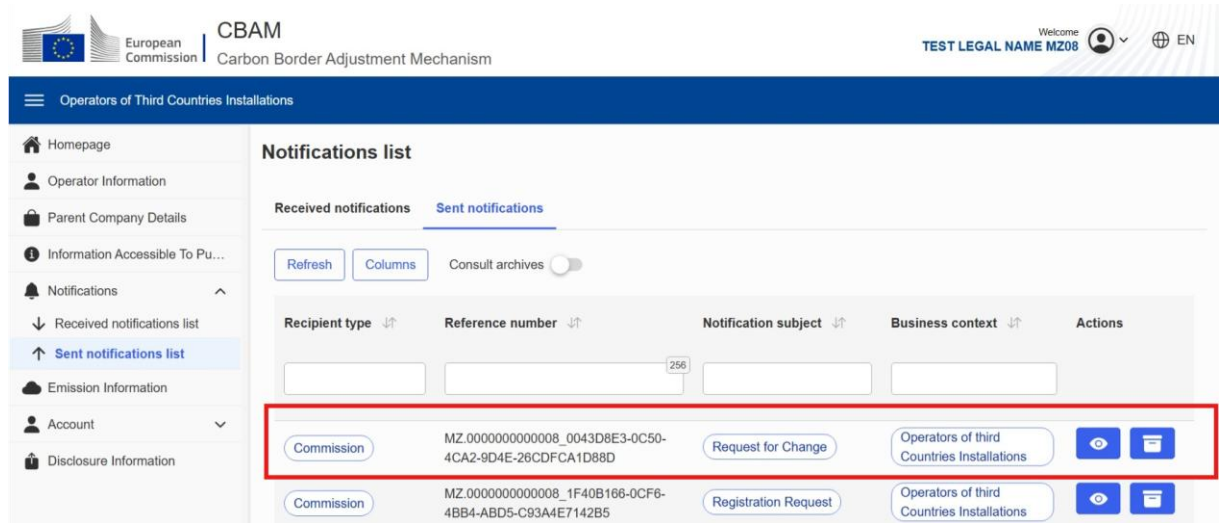 European
Commission
CBAM
Carbon Border Adjustment Mechanism
Welcome
TEST LEGAL NAME MZ08
EN
Operators of Third Countries Installations
Homepage
Operator Information
Parent Company Details
Information Accessible To Pu...
Notifications
Received notifications list
Sent notifications list
Emission Information
Account
Disclosure Information
Notifications list
Received notifications Sent notifications
Refresh Columns Consult archives
Recipient type Reference number Notification subject Business context Actions
256
Commission
MZ.0000000000008_0043D8E3-0C50-
4CA2-9D4E-26CDFCA1D88D
Request for Change
Operators of third
Countries Installations
Commission
MZ.0000000000008_1F40B166-0CF6-
4BB4-ABD5-C93A4E7142B5
Registration Request
Operators of third
Countries Installations